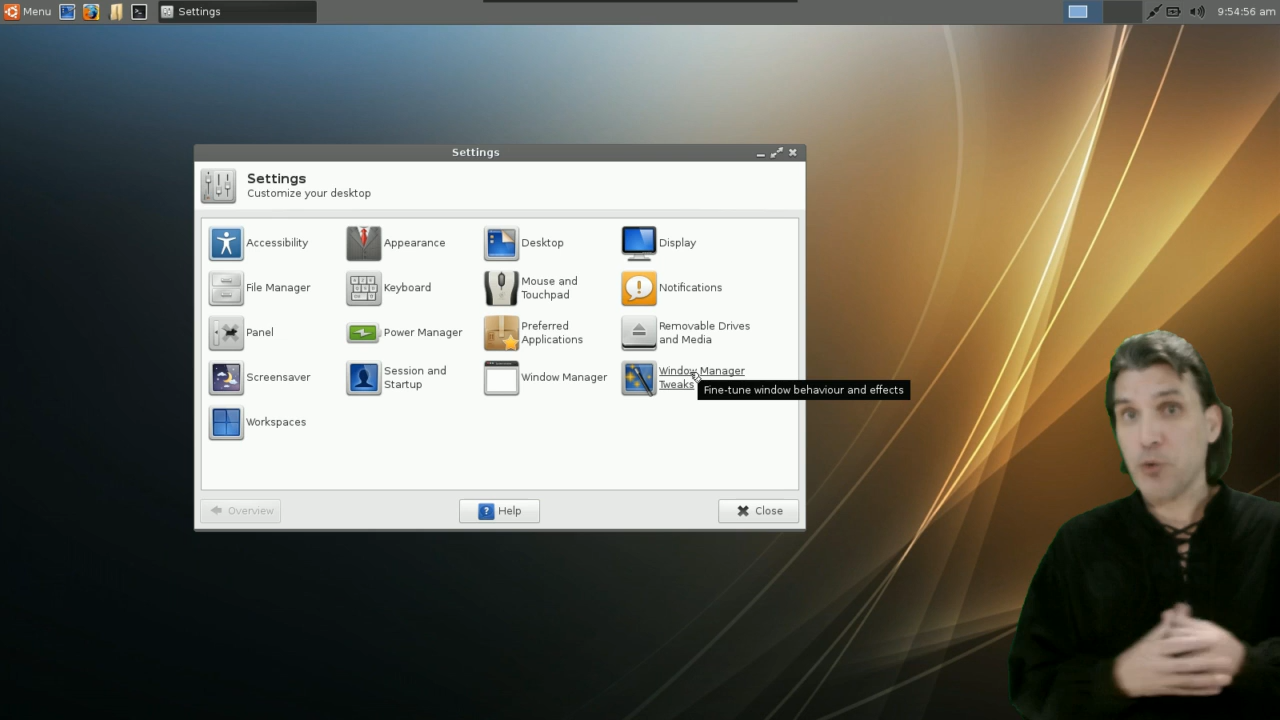 Menu
Settings
9:54:56 am
Settings
Settings
Customize your desktop
Accessibility
Appearance
Desktop
Display
File Manager
Keyboard
Mouse and
Touchpad
Notifications
Panel
Power Manager
Preferred
Applications
Removable Drives
and Media
Screensaver
Session and
Startup
Window Manager
Window Manager
Tweaks
Fine-tune window behaviour and effects
Workspaces
Overview
Help
Close